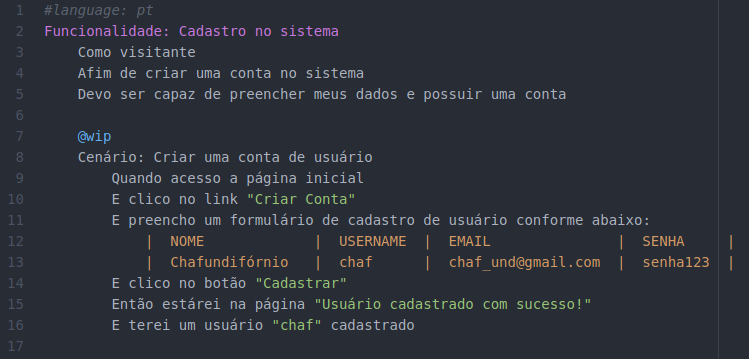 1 #language: pt
2 Funcionalidade: Cadastro no sistema
3 Como visitante
4 Afim de criar uma conta no sistema
5 Devo ser capaz de preencher meus dados e possuir uma conta
6
7 @wip
8 Cenário: Criar uma conta de usuário
9 Quando acesso a página inicial
10 E clico no link "Criar Conta"
11 E preencho um formulário de cadastro de usuário conforme abaixo:
12 | NOME | USERNAME | EMAIL | SENHA |
13 | Chafundifórnio | chaf | chaf_und@gmail.com | senha123 |
14 E clico no botão "Cadastrar"
15 Então estárei na página "Usuário cadastrado com sucesso!"
16 E terei um usuário "chaf" cadastrado
17